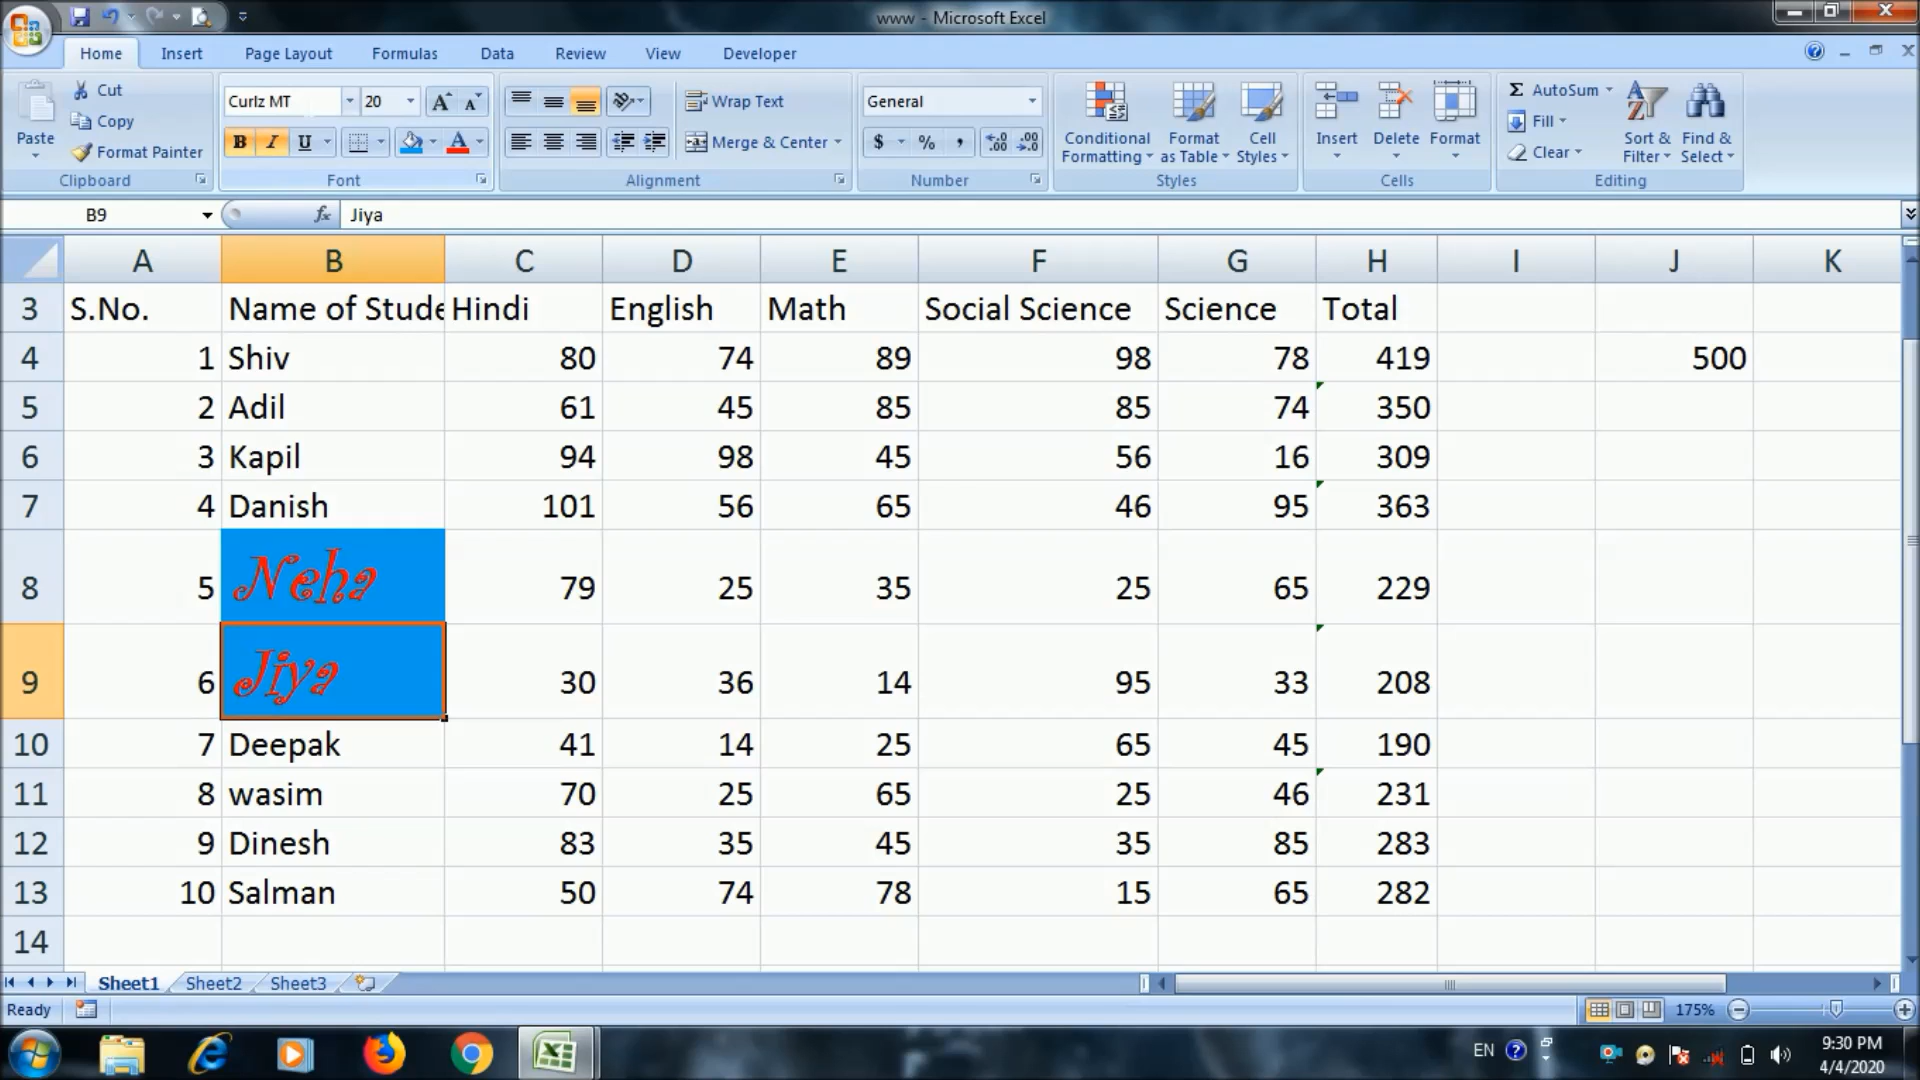 www - Microsoft Excel
Home Insert Page Layout Formulas Data Review View Developer
Cut
Copy
Format Painter
Paste
Clipboard
Curlz MT 20 A A
B I U A
Font
Wrap Text
Merge & Center
Alignment
General
$ % , .00 .00
Number
Conditional Formatting
Format as Table
Cell Styles
Styles
Insert Delete Format
Cells
Σ AutoSum
Fill
Clear
Sort & Filter
Find & Select
Editing
B9 fx Jiya
A B C D E F G H I J K
3 S.No. Name of Stude Hindi English Math Social Science Science Total
4 1 Shiv 80 74 89 98 78 419 500
5 2 Adil 61 45 85 85 74 350
6 3 Kapil 94 98 45 56 16 309
7 4 Danish 101 56 65 46 95 363
8 5 Neha 79 25 35 25 65 229
9 6 Jiya 30 36 14 95 33 208
10 7 Deepak 41 14 25 65 45 190
11 8 wasim 70 25 65 25 46 231
12 9 Dinesh 83 35 45 35 85 283
13 10 Salman 50 74 78 15 65 282
14
Sheet1 Sheet2 Sheet3
Ready 175%
EN 9:30 PM
4/4/2020